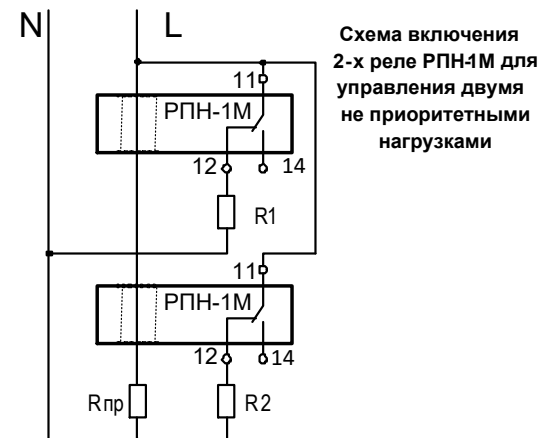 N L
Схема включения
2-х реле РПН-1М для
управления двумя
не приоритетными
нагрузками
11
РПН-1М
12 14
R1
11
РПН-1М
12 14
Rпр R2